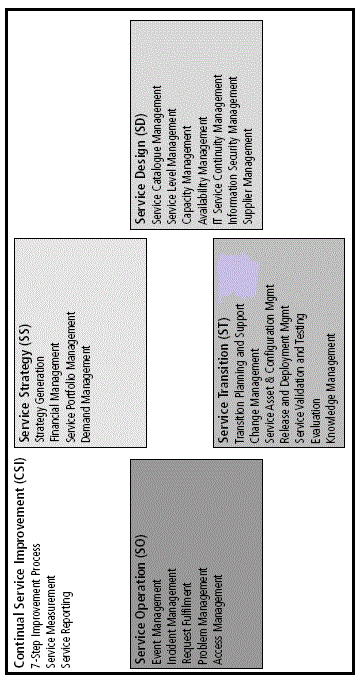 Continual Service Improvement (CSI)
7-Step Improvement Process
Service Measurement
Service Reporting
Service Strategy (SS)
Strategy Generation
Financial Management
Service Portfolio Management
Demand Management
Service Design (SD)
Service Catalogue Management
Service Level Management
Capacity Management
Availability Management
IT Service Continuity Management
Information Security Management
Supplier Management
Service Transition (ST)
Transition Planning and Support
Change Management
Service Asset & Configuration Mgmt
Release and Deployment Mgmt
Service Validation and Testing
Evaluation
Knowledge Management
Service Operation (SO)
Event Management
Incident Management
Request Fulfilment
Problem Management
Access Management